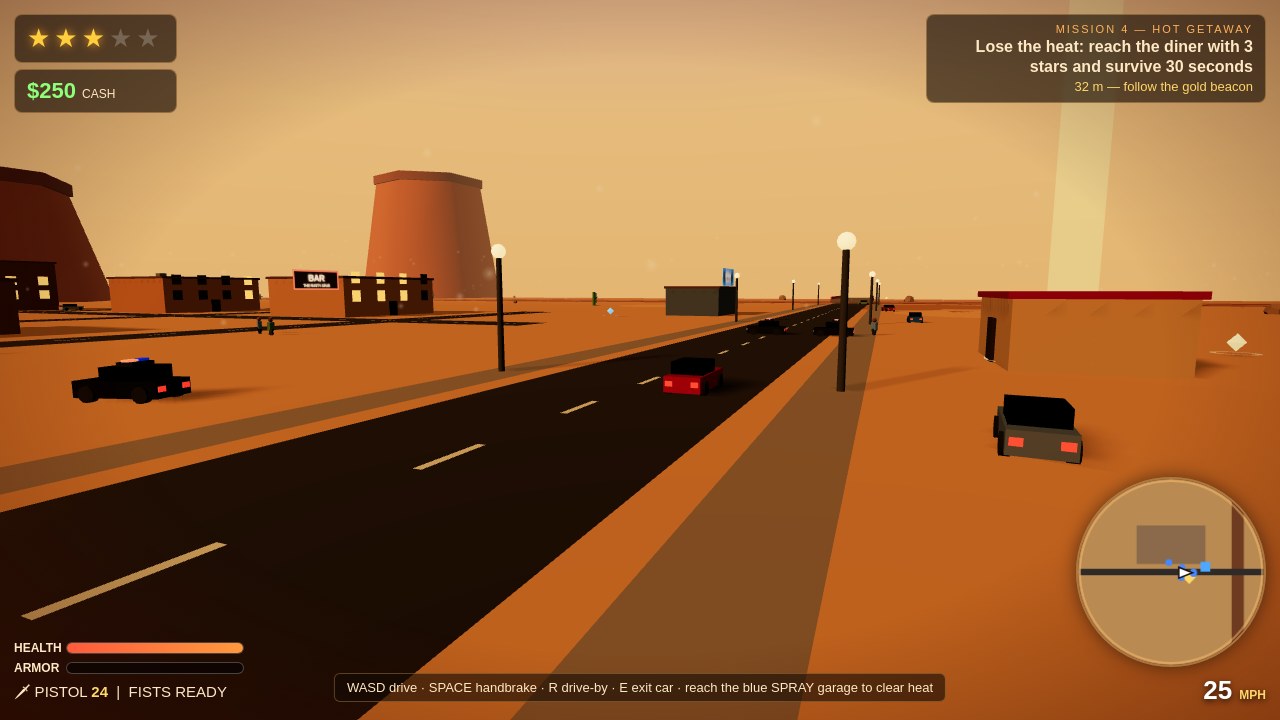 $250 CASH
MISSION 4 — HOT GETAWAY
Lose the heat: reach the diner with 3
stars and survive 30 seconds
32 m — follow the gold beacon
BAR
HEALTH
ARMOR
PISTOL 24 | FISTS READY
WASD drive · SPACE handbrake · R drive-by · E exit car · reach the blue SPRAY garage to clear heat
25 MPH